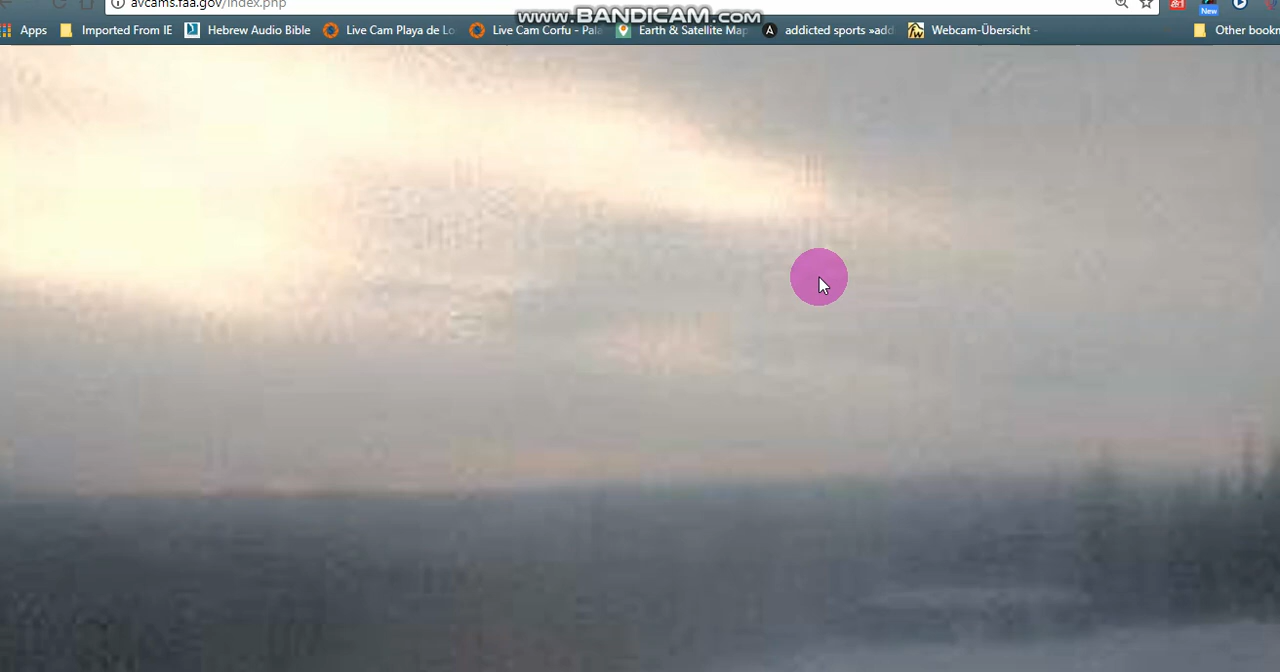 avcams.faa.gov/index.php
www.BANDICAM.com
Apps Imported From IE Hebrew Audio Bible Live Cam Playa de Lo Live Cam Corfu - Pala Earth & Satellite Map addicted sports »add Webcam-Übersicht - Other bookm
New